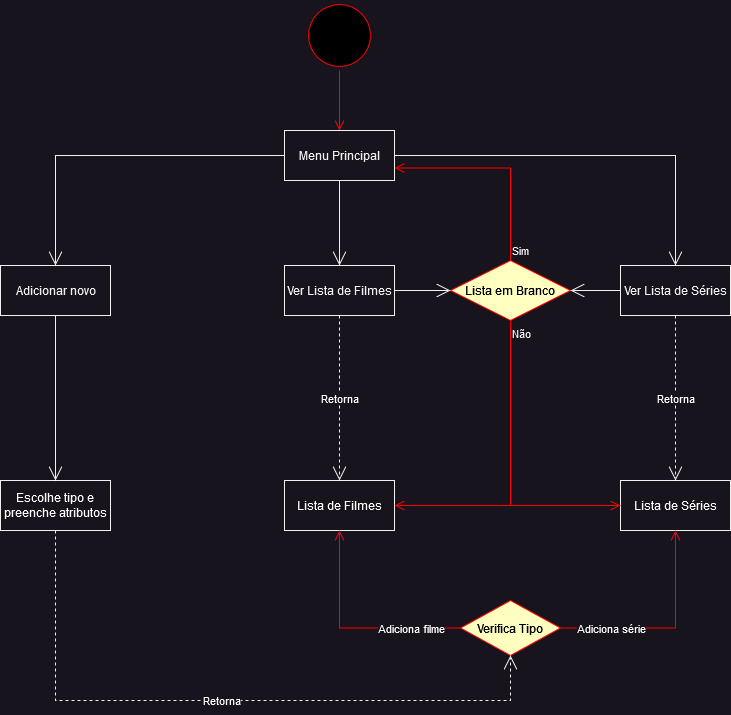 Menu Principal
Sim
Adicionar novo
Ver Lista de Filmes
Lista em Branco
Ver Lista de Séries
Não
Retorna
Retorna
Escolhe tipo e
preenche atributos
Lista de Filmes
Lista de Séries
Adiciona filme
Verifica Tipo
Adiciona série
Retorna